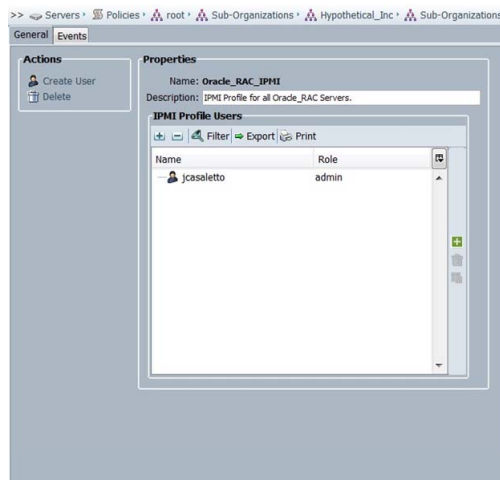 >> Servers › Policies › root › Sub-Organizations › Hypothetical_Inc › Sub-Organizations
General Events
Actions
Create User
Delete
Properties
Name: Oracle_RAC_IPMI
Description: IPMI Profile for all Oracle_RAC Servers.
IPMI Profile Users
Filter Export Print
Name Role
jcasaletto admin